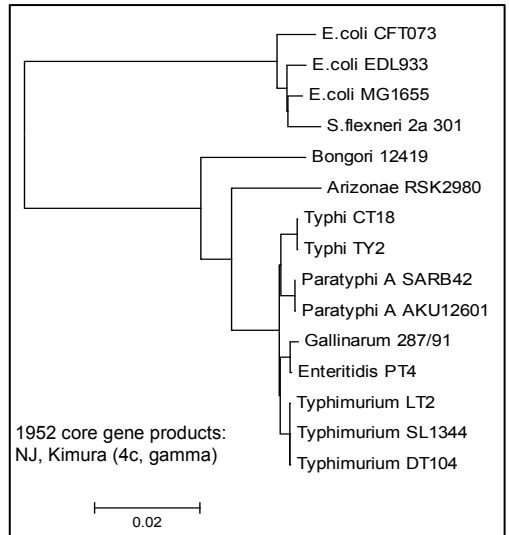 E.coli CFT073
E.coli EDL933
E.coli MG1655
S.flexneri 2a 301
Bongori 12419
Arizonae RSK2980
Typhi CT18
Typhi TY2
Paratyphi A SARB42
Paratyphi A AKU12601
Gallinarum 287/91
Enteritidis PT4
Typhimurium LT2
Typhimurium SL1344
Typhimurium DT104
1952 core gene products:
NJ, Kimura (4c, gamma)
0.02